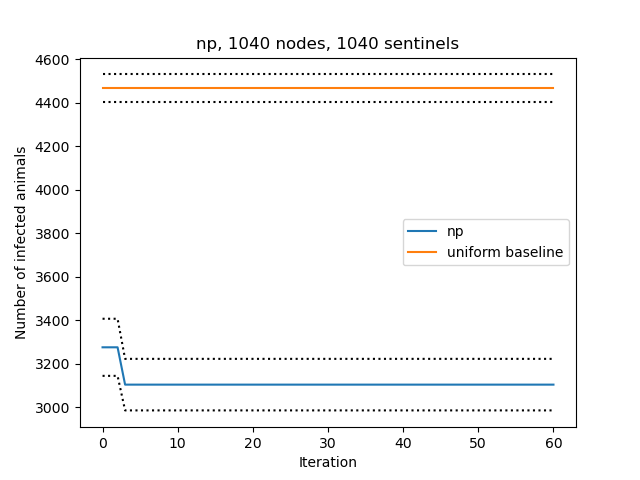 np, 1040 nodes, 1040 sentinels
4600
4400
4200
4000
3800
3600
3400
3200
3000
Number of infected animals
np
uniform baseline
0 10 20 30 40 50 60
Iteration